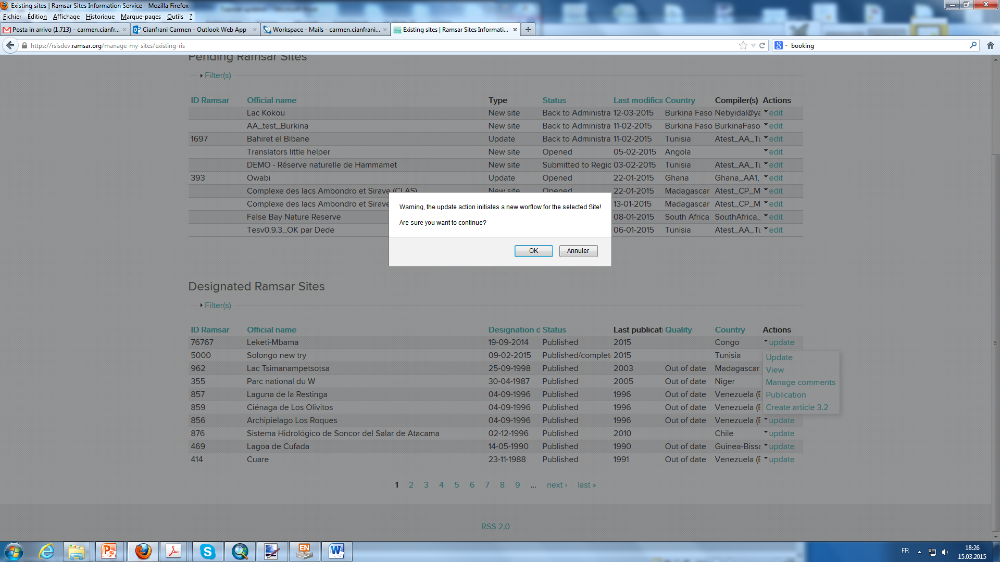 Existing sites | Ramsar Sites Information Service - Mozilla Firefox
Fichier Édition Affichage Historique Marque-pages Outils ?
Posta in arrivo (1.713) - carmen.cianfr... Cianfrani Carmen - Outlook Web App Workspace - Mails - carmen.cianfrani... Existing sites | Ramsar Sites Informati...
https://rsisdev.ramsar.org/manage-my-sites/existing-ris booking
Pending Ramsar Sites
Filter(s)
ID Ramsar Official name Type Status Last modifica Country Compiler(s) Actions
Lac Kokou New site Back to Administra 12-03-2015 Burkina Faso Nebyidal@ya edit
AA_test_Burkina New site Back to Administra 11-02-2015 Burkina Faso BurkinaFaso edit
1697 Bahiret el Bibane Update Back to Administra 11-02-2015 Tunisia Atest_AA_Tu edit
Translators little helper New site Opened 05-02-2015 Angola edit
DEMO - Réserve naturelle de Hammamet New site Submitted to Regic 03-02-2015 Tunisia Atest_AA_Tu edit
393 Owabi Update Opened 22-01-2015 Ghana Ghana_AA1, edit
Complexe des lacs Ambondro et Sirave (CLAS) New site Opened 22-01-2015 Madagascar Atest_CP_M edit
Complexe des lacs Ambondro et Sirave 13-01-2015 Madagascar Atest_CP_M edit
False Bay Nature Reserve 08-01-2015 South Africa SouthAfrica_ edit
Tesv0.9.3_OK par Dede 06-01-2015 Tunisia Atest_AA_Tu edit
Warning, the update action initiates a new worflow for the selected Site!
Are sure you want to continue?
OK Annuler
Designated Ramsar Sites
Filter(s)
ID Ramsar Official name Designation d Status Last publicati Quality Country Actions
76767 Leketi-Mbama 19-09-2014 Published 2015 Congo update
5000 Solongo new try 09-02-2015 Published/complet 2015 Tunisia
962 Lac Tsimanampetsotsa 25-09-1998 Published 2003 Out of date Madagascar
355 Parc national du W 30-04-1987 Published 2005 Out of date Niger
857 Laguna de la Restinga 04-09-1996 Published 1996 Out of date Venezuela (E
859 Ciénaga de Los Olivitos 04-09-1996 Published 1996 Out of date Venezuela (E
856 Archipielago Los Roques 04-09-1996 Published 1996 Out of date Venezuela (E update
876 Sistema Hidrológico de Soncor del Salar de Atacama 02-12-1996 Published 2010 Chile update
469 Lagoa de Cufada 14-05-1990 Published 1990 Out of date Guinea-Bissa update
414 Cuare 23-11-1988 Published 1991 Out of date Venezuela (E update
Update
View
Manage comments
Publication
Create article 3.2
1 2 3 4 5 6 7 8 9 ... next › last »
RSS 2.0
EN
FR 18:26
15.03.2015